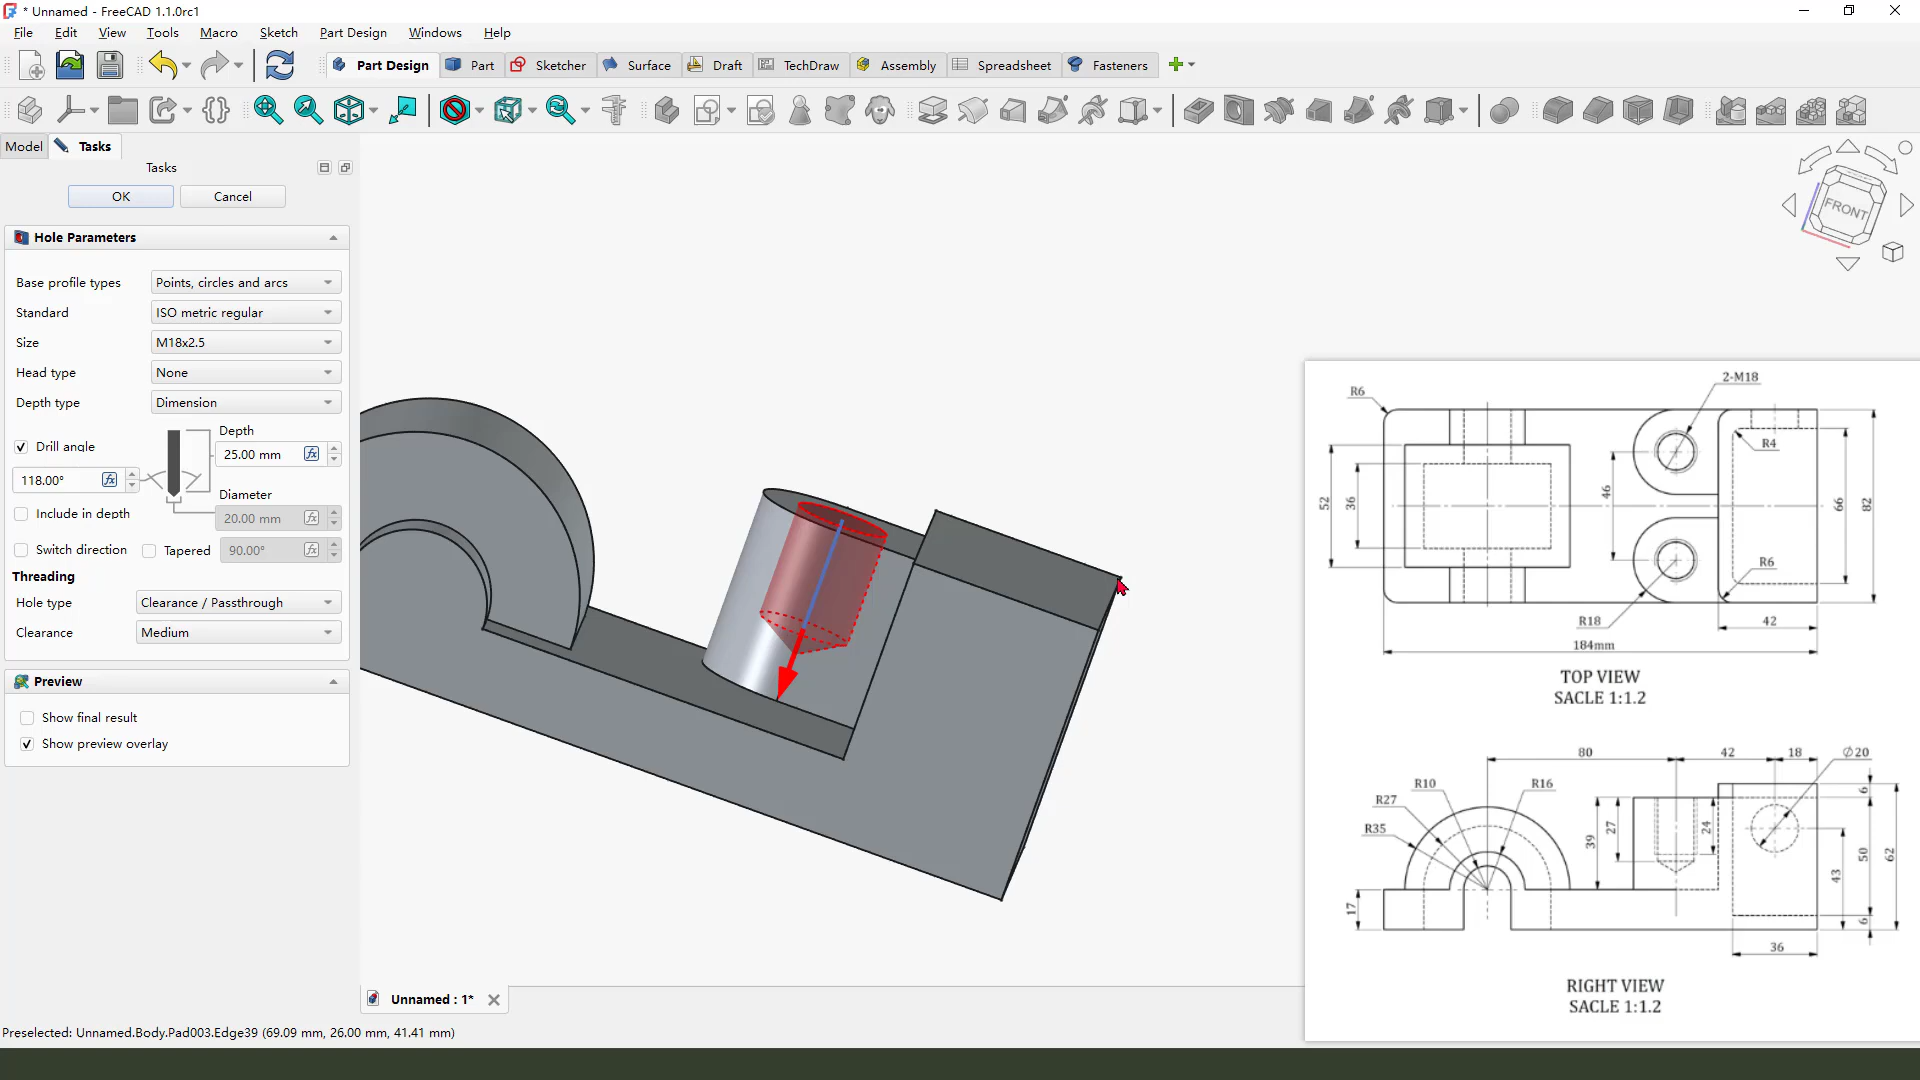 * Unnamed - FreeCAD 1.1.0rc1
File Edit View Tools Macro Sketch Part Design Windows Help
Part Design Part Sketcher Surface Draft TechDraw Assembly Spreadsheet Fasteners
Model Tasks
Tasks
OK Cancel
Hole Parameters
Base profile types Points, circles and arcs
Standard ISO metric regular
Size M18x2.5
Head type None
Depth type Dimension
Drill angle
Depth
25.00 mm
118.00°
Diameter
Include in depth
20.00 mm
Switch direction Tapered 90.00°
Threading
Hole type Clearance / Passthrough
Clearance Medium
Preview
Show final result
Show preview overlay
FRONT
2-M18
R6
R4
52
36
46
66
82
R6
R18
42
184mm
TOP VIEW
SACLE 1:1.2
80 42 18 ∅20
R10 R16
R27
R35
39
27
24
6
50
62
43
17
6
36
RIGHT VIEW
SACLE 1:1.2
Unnamed : 1*
Preselected: Unnamed.Body.Pad003.Edge39 (69.09 mm, 26.00 mm, 41.41 mm)